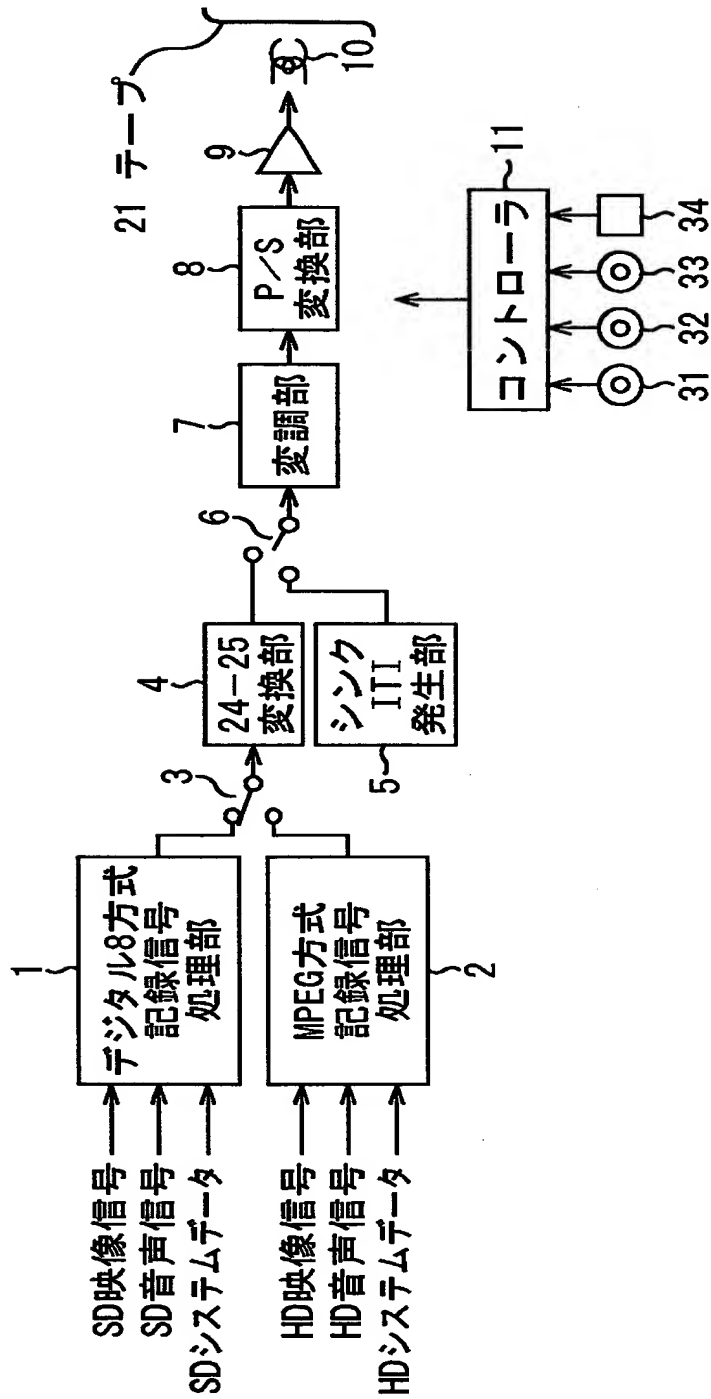 SD映像信号
SD音声信号
SDシステムデータ
HD映像信号
HD音声信号
HDシステムデータ
1
デジタル8方式
記録信号
処理部
MPEG方式
記録信号
処理部
2
3
4
24-25
変換部
シンク
ITI
発生部
5
6
7
変調部
8
P/S
変換部
9
10
21 テープ
11
コントローラ
31
32
33
34